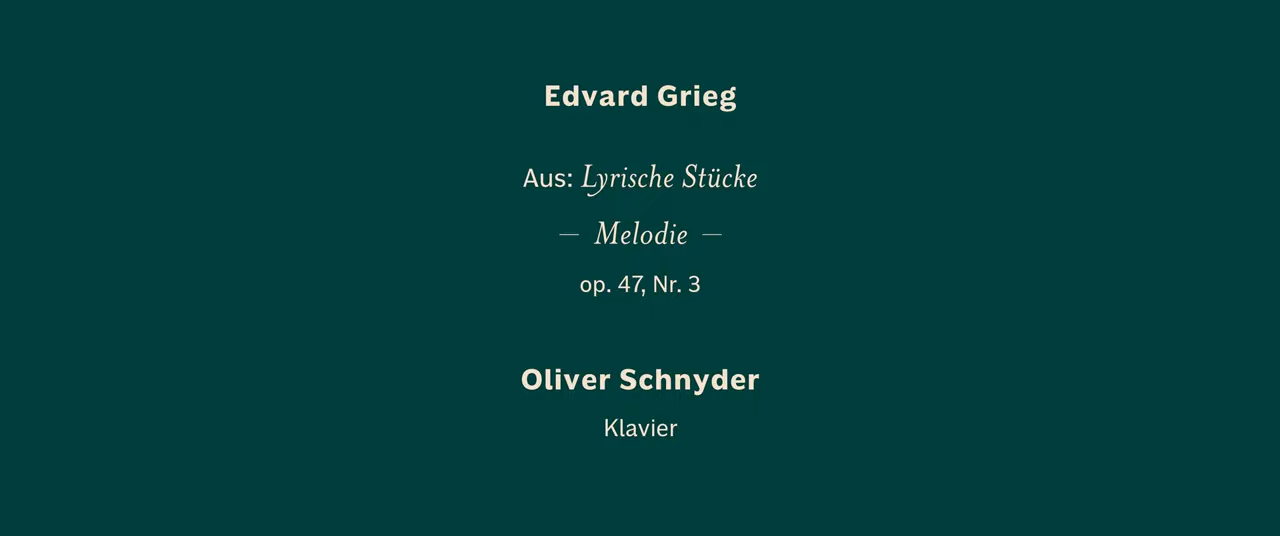 Edvard Grieg
Aus: Lyrische Stücke
— Melodie —
op. 47, Nr. 3
Oliver Schnyder
Klavier